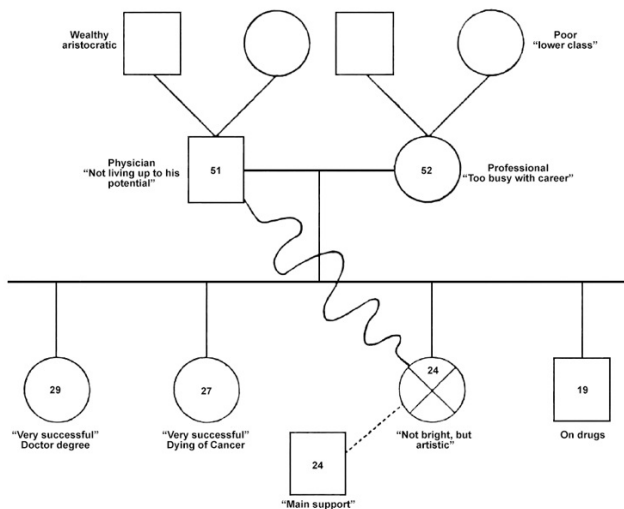 Wealthy
aristocratic
Poor
“lower class”
Physician
“Not living up to his
potential”
51
52
Professional
“Too busy with career”
29
27
24
19
“Very successful”
Doctor degree
“Very successful”
Dying of Cancer
“Not bright, but
artistic”
On drugs
24
“Main support”